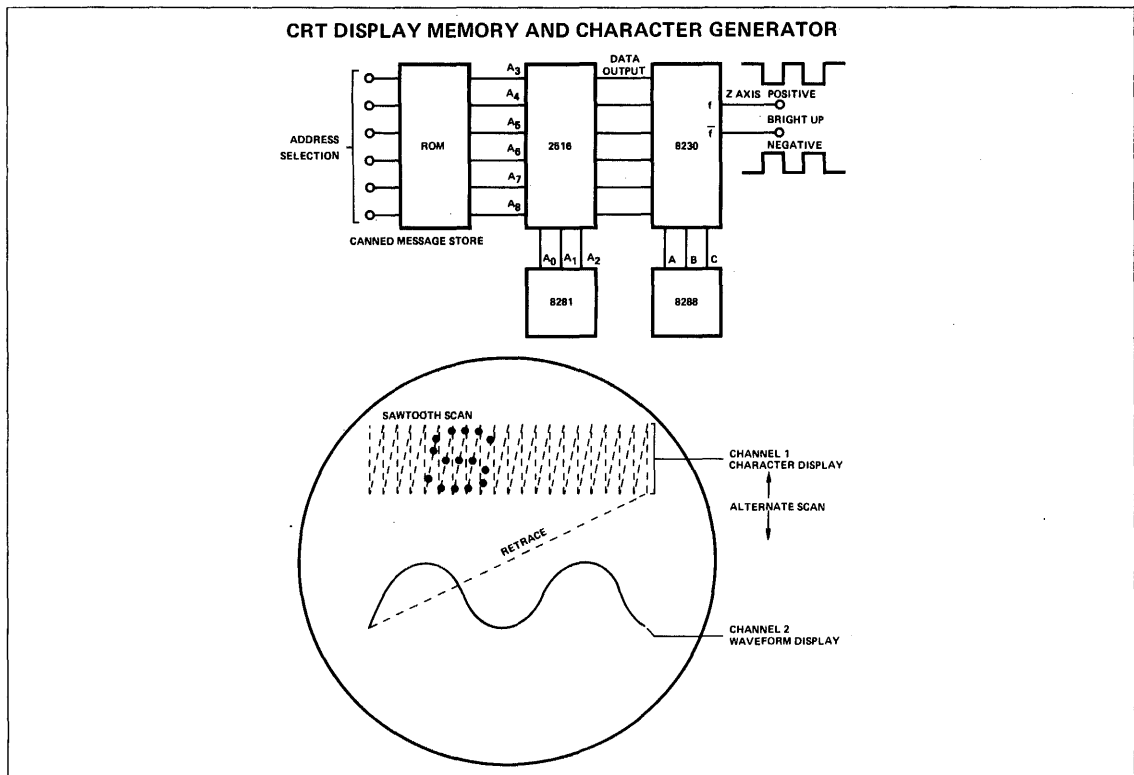 CRT DISPLAY MEMORY AND CHARACTER GENERATOR
ADDRESS
SELECTION
ROM
CANNED MESSAGE STORE
A3
A4
A5
A6
A7
A8
2616
A0 A1 A2
8281
DATA
OUTPUT
8230
f
f̅
A B C
8288
Z AXIS POSITIVE
BRIGHT UP
NEGATIVE
SAWTOOTH SCAN
CHANNEL 1
CHARACTER DISPLAY
ALTERNATE SCAN
RETRACE
CHANNEL 2
WAVEFORM DISPLAY